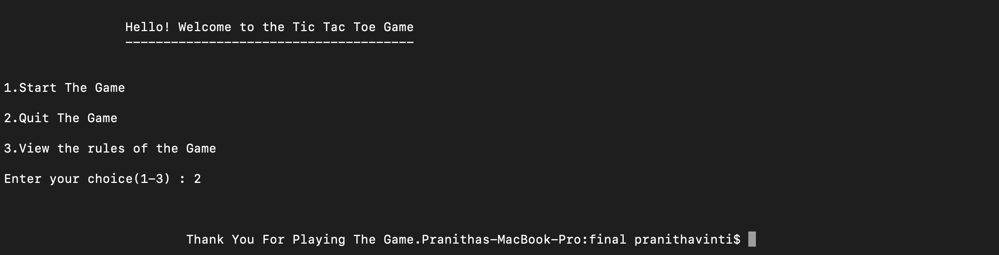 Hello! Welcome to the Tic Tac Toe Game
--------------------------------------
1.Start The Game
2.Quit The Game
3.View the rules of the Game
Enter your choice(1-3) : 2
Thank You For Playing The Game.Pranithas-MacBook-Pro:final pranithavinti$